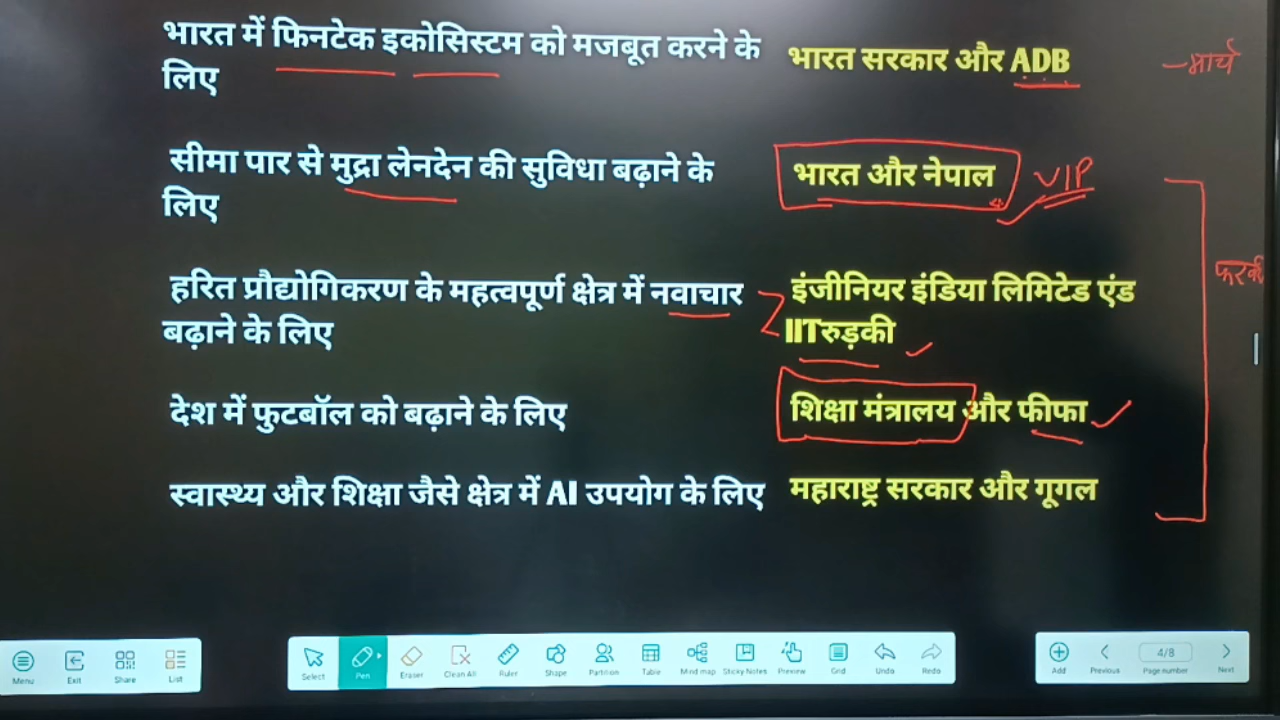 भारत में फिनटेक इकोसिस्टम को मजबूत करने के
लिए
भारत सरकार और ADB
—मार्च
सीमा पार से मुद्रा लेनदेन की सुविधा बढ़ाने के
लिए
भारत और नेपाल
VIP
हरित प्रौद्योगिकरण के महत्वपूर्ण क्षेत्र में नवाचार
बढ़ाने के लिए
इंजीनियर इंडिया लिमिटेड एंड
IITरुड़की
देश में फुटबॉल को बढ़ाने के लिए
शिक्षा मंत्रालय और फीफा
स्वास्थ्य और शिक्षा जैसे क्षेत्र में AI उपयोग के लिए
महाराष्ट्र सरकार और गूगल
Menu Exit Share List
Select Pen Eraser Clean All Ruler Shape Partition Table Mind map Sticky Notes Preview Grid Undo Redo
Add Previous 4/8 Page number Next